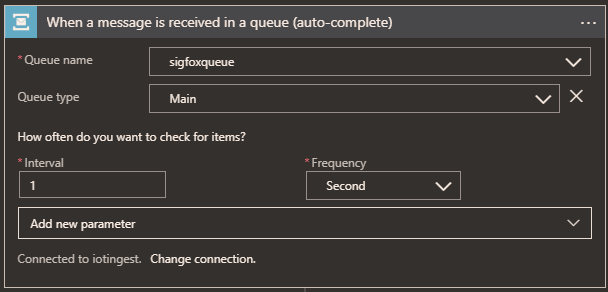 When a message is received in a queue (auto-complete)
...
* Queue name
sigfoxqueue
Queue type
Main
How often do you want to check for items?
* Interval
* Frequency
1
Second
Add new parameter
Connected to iotingest. Change connection.